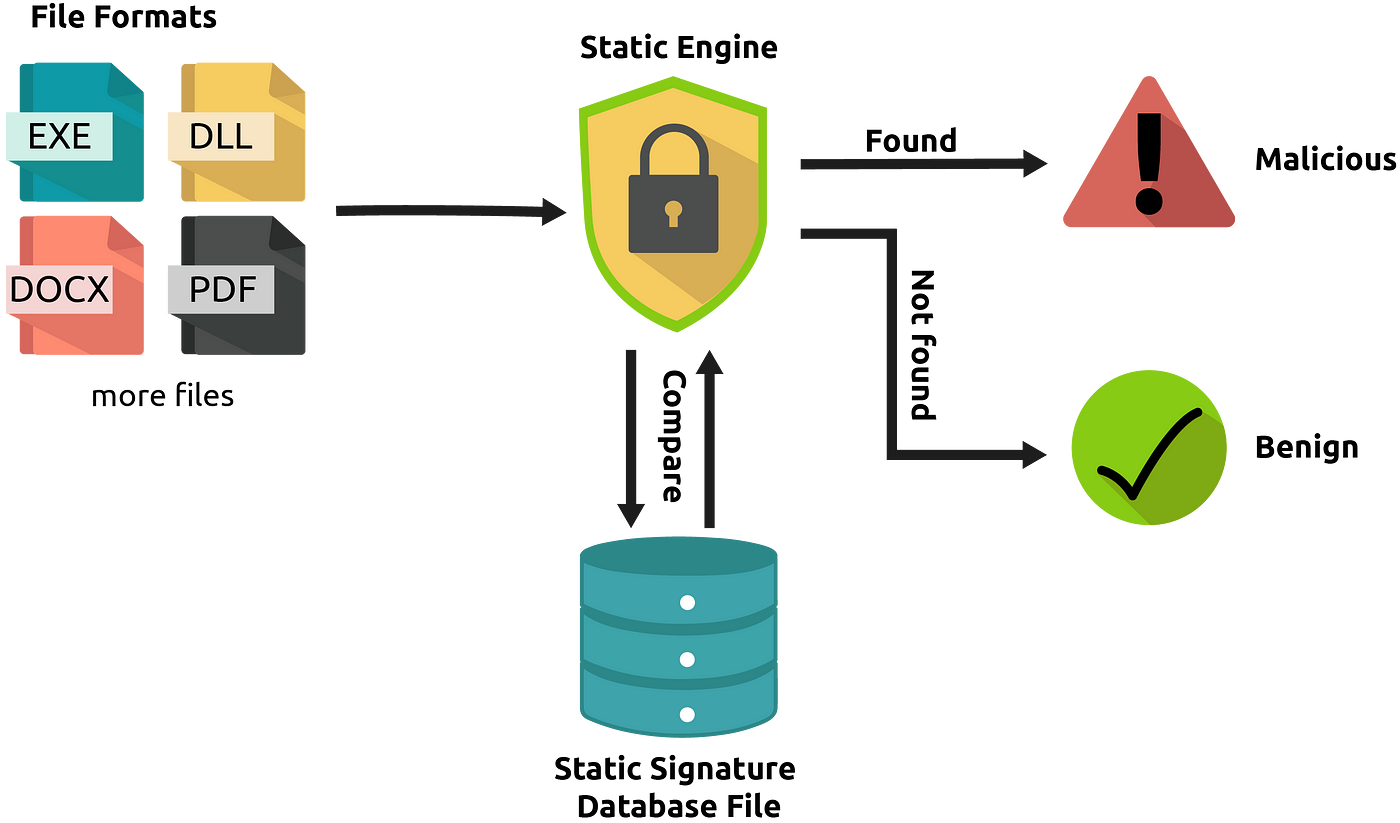 File Formats
EXE
DLL
DOCX
PDF
more files
Static Engine
Found
Malicious
Not found
Benign
Compare
Static Signature
Database File